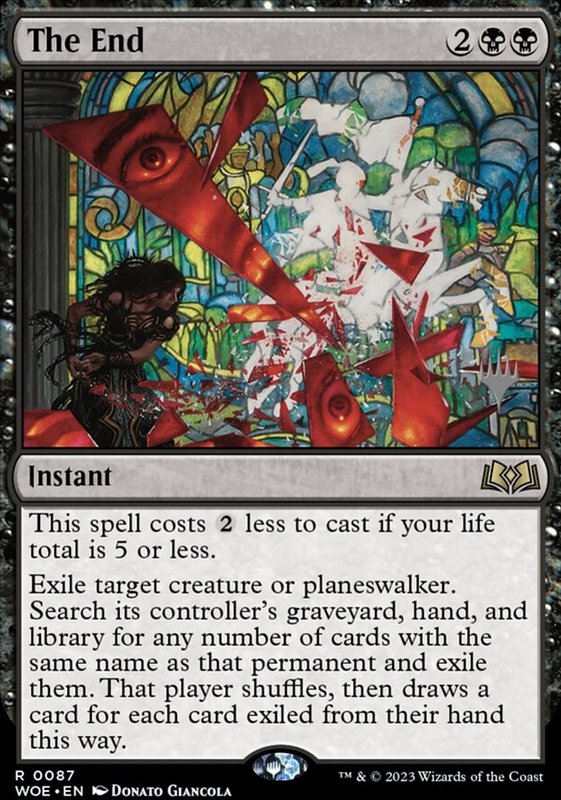 The End 2
Instant
This spell costs 2 less to cast if your life
total is 5 or less.
Exile target creature or planeswalker.
Search its controller's graveyard, hand, and
library for any number of cards with the
same name as that permanent and exile
them. That player shuffles, then draws a
card for each card exiled from their hand
this way.
R 0087
WOE • EN Donato Giancola
™ & © 2023 Wizards of the Coast